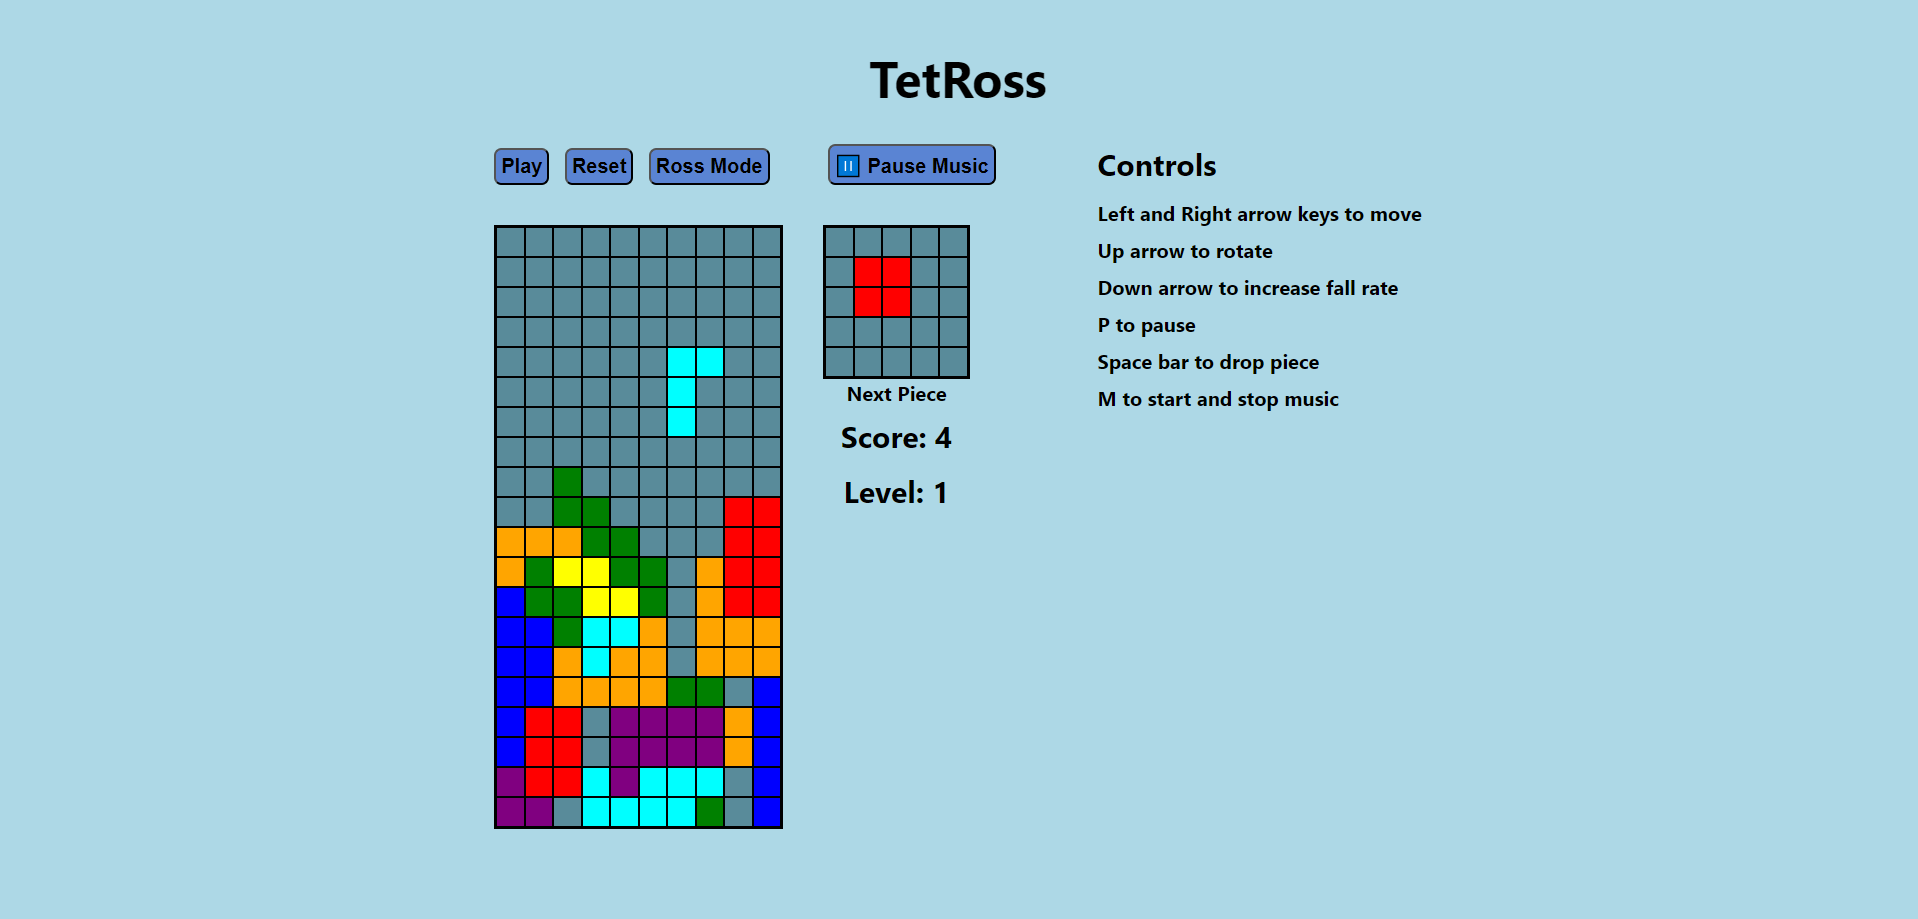 TetRoss
Play
Reset
Ross Mode
Pause Music
Next Piece
Score: 4
Level: 1
Controls
Left and Right arrow keys to move
Up arrow to rotate
Down arrow to increase fall rate
P to pause
Space bar to drop piece
M to start and stop music